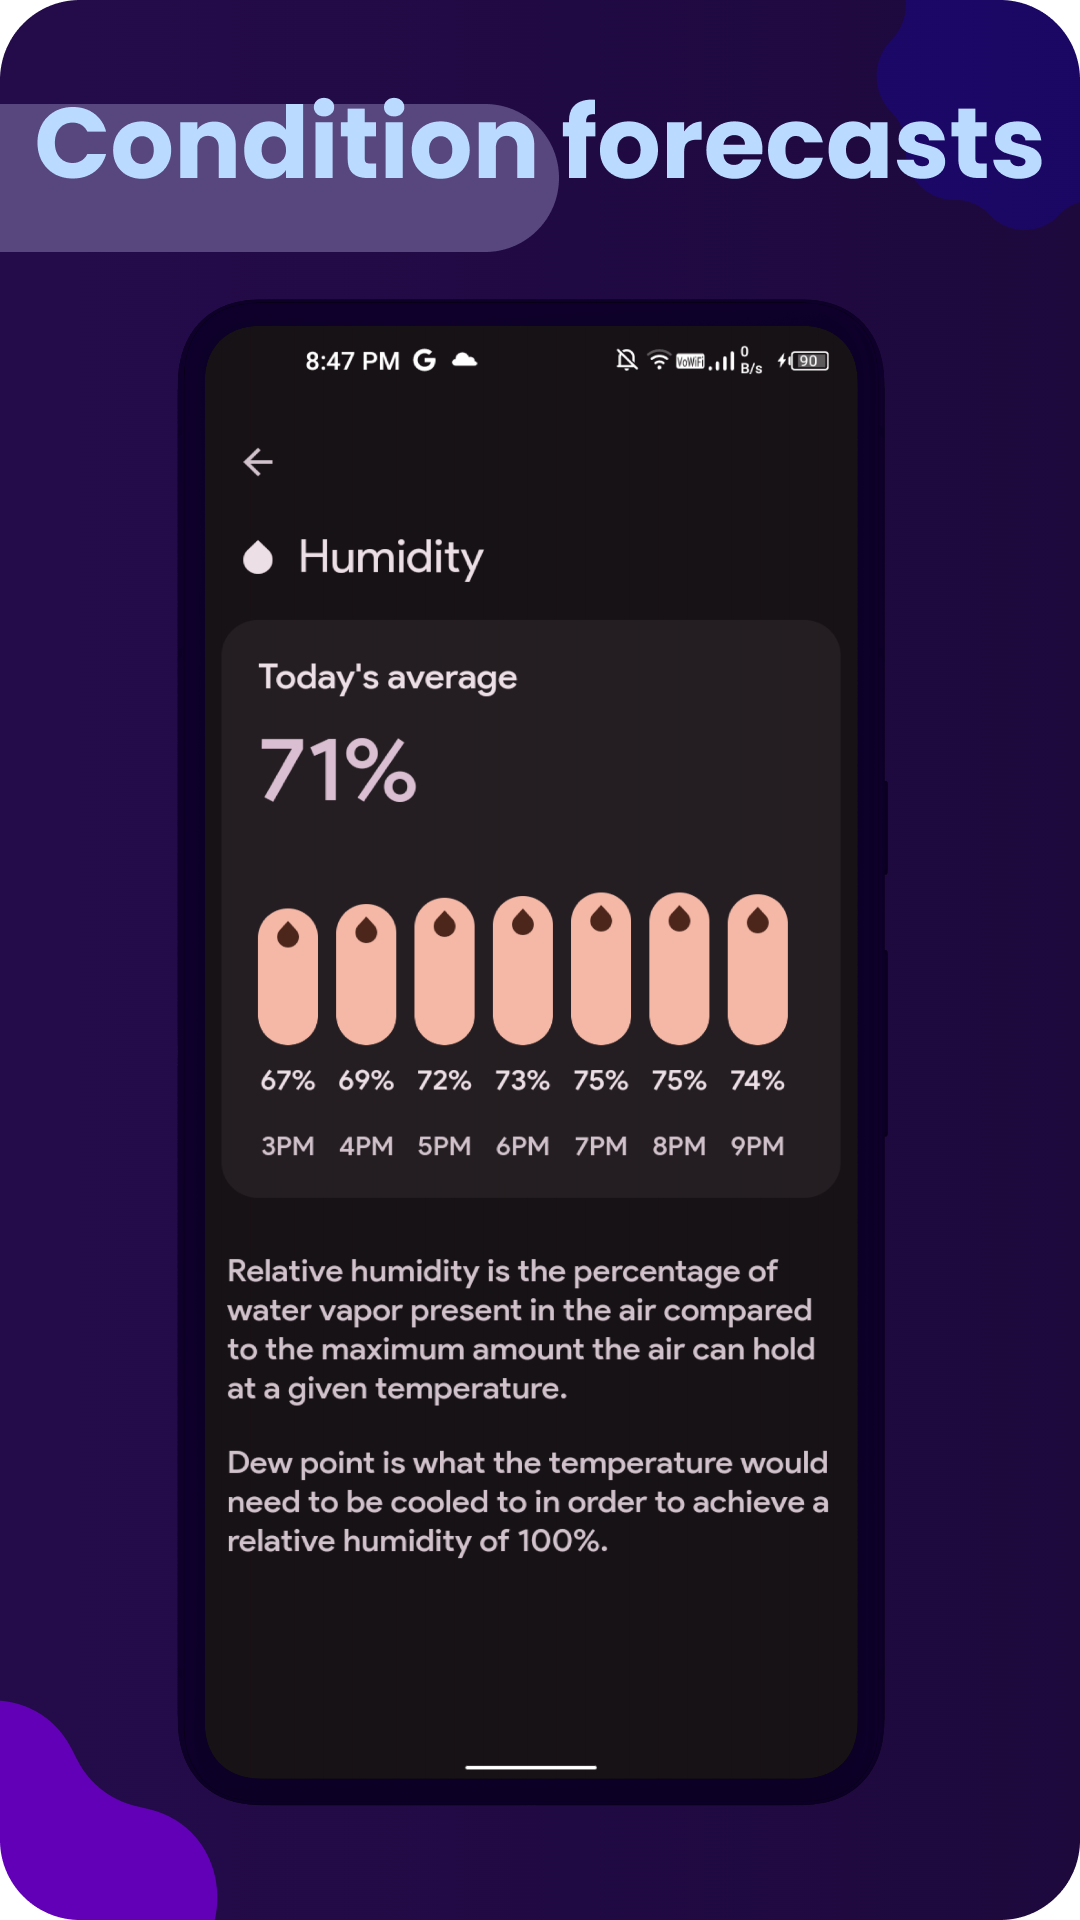 Condition forecasts
8:47 PM G
VoWiFi 0 B/s 90
Humidity
Today's average
71%
67% 69% 72% 73% 75% 75% 74%
3PM 4PM 5PM 6PM 7PM 8PM 9PM
Relative humidity is the percentage of
water vapor present in the air compared
to the maximum amount the air can hold
at a given temperature.
Dew point is what the temperature would
need to be cooled to in order to achieve a
relative humidity of 100%.